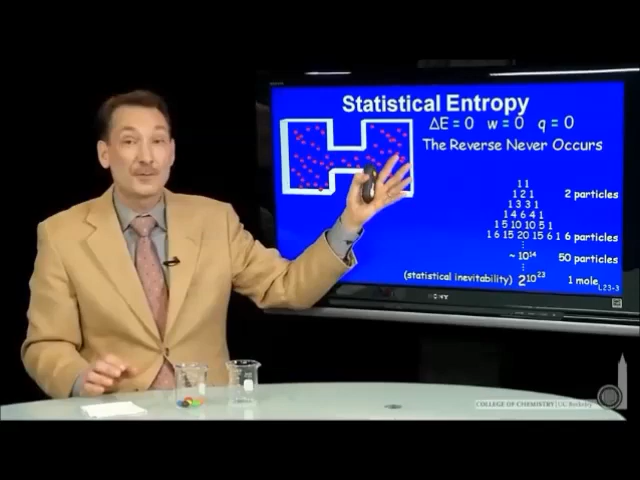 Statistical Entropy
ΔE = 0 w = 0 q = 0
The Reverse Never Occurs
1 1
1 2 1 2 particles
1 3 3 1
1 4 6 4 1
1 5 10 10 5 1
1 6 15 20 15 6 1 6 particles
~ 10¹⁴ 50 particles
(statistical inevitability) 2^10^23 1 mole
L23-3
SONY
COLLEGE OF CHEMISTRY | UC Berkeley